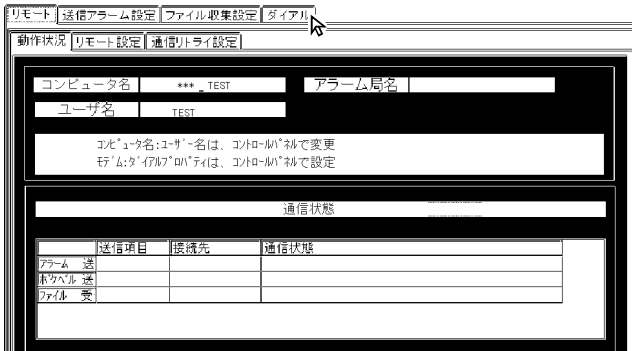 リモート 送信アラーム設定 ファイル収集設定 ダイアル
動作状況 リモート設定 通信リトライ設定
コンピュータ名 ***_TEST アラーム局名
ユーザ名 TEST
コンピュータ名:ユーザー名は、コントロールパネルで変更
モデム:ダイアルプロパティは、コントロールパネルで設定
通信状態
送信項目 接続先 通信状態
アラーム 送
ポケベル 送
ファイル 受